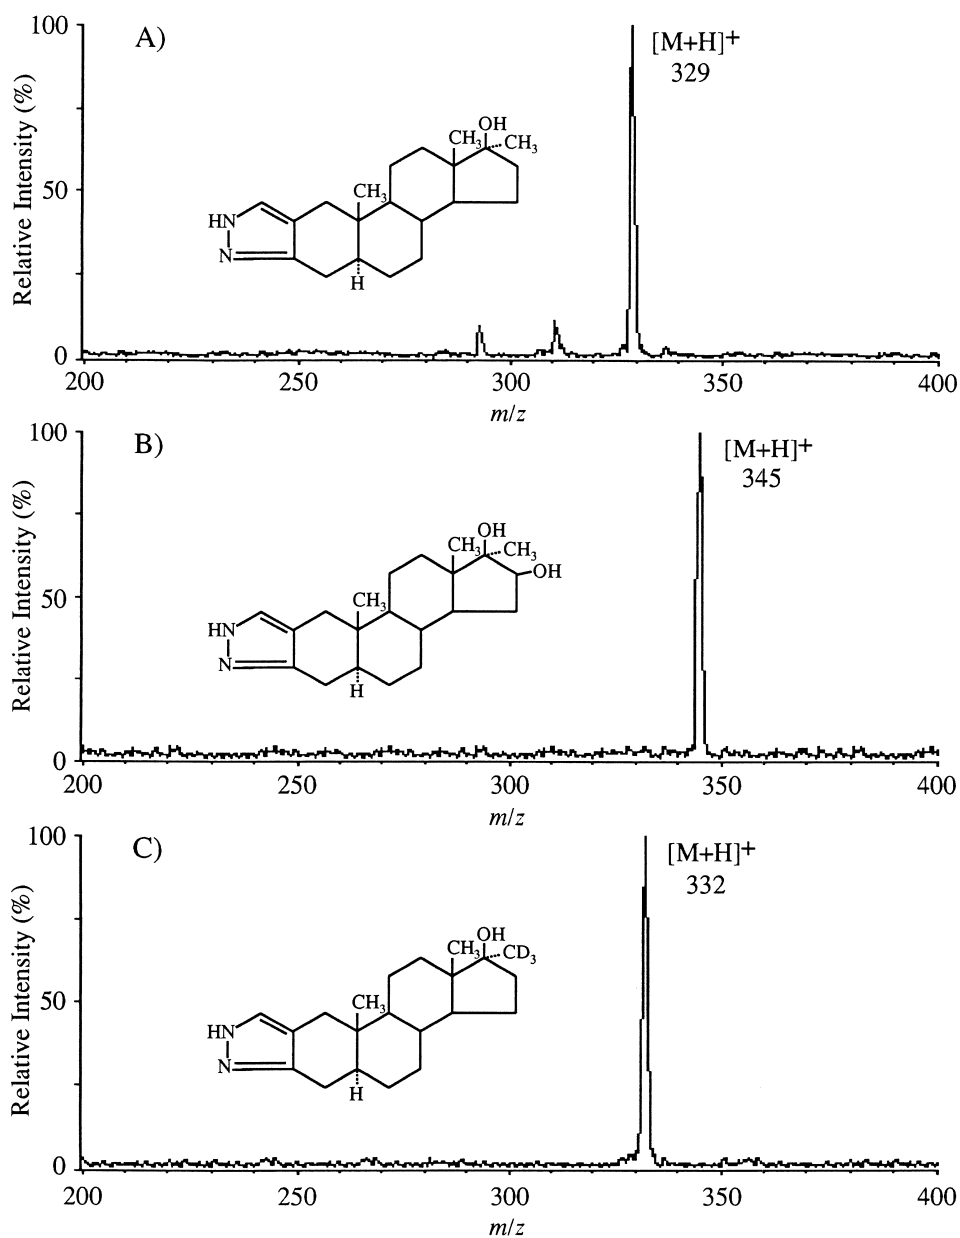 100
A)
[M+H]+
329
Relative Intensity (%)
OH
CH3
CH3
CH3
HN
N
H
50
0
200
250
300
350
400
m/z
100
B)
[M+H]+
345
Relative Intensity (%)
OH
CH3
CH3
OH
CH3
HN
N
H
50
0
200
250
300
350
400
m/z
100
C)
[M+H]+
332
Relative Intensity (%)
OH
CH3
CD3
CH3
HN
N
H
50
0
200
250
300
350
400
m/z